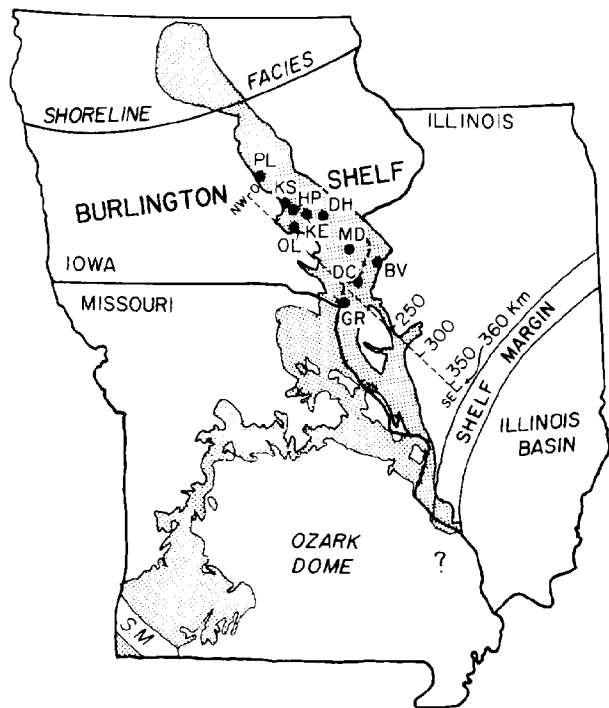 FACIES
SHORELINE
ILLINOIS
PL
SHELF
KS
HP
DH
BURLINGTON
NW-0
KE
OL
MD
IOWA
DC
BV
MISSOURI
GR
250
300
350
360 Km
SE
SHELF MARGIN
ILLINOIS
BASIN
OZARK
DOME
?
SM